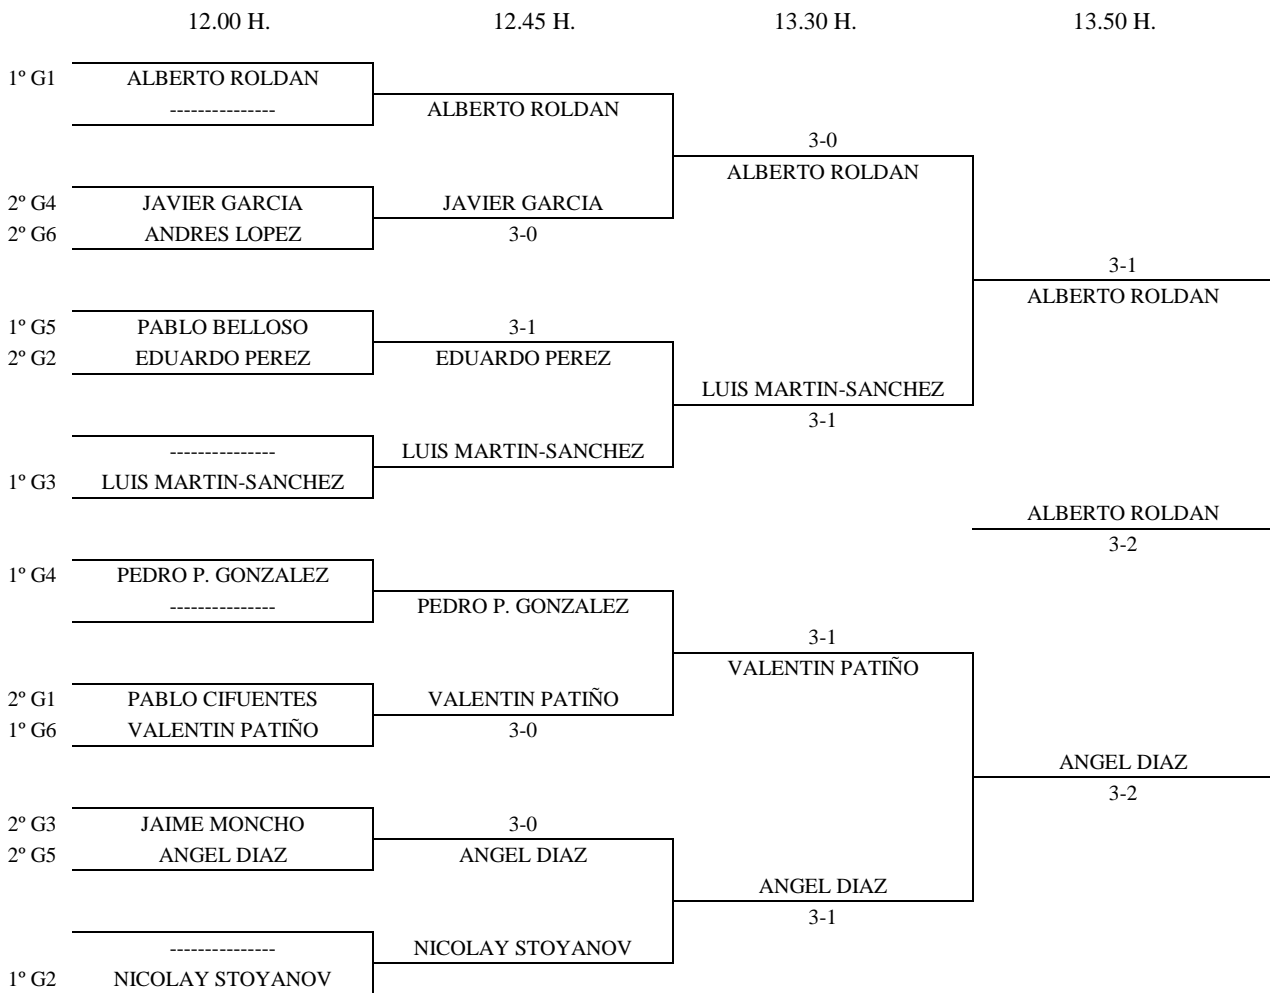 12.00 H. 12.45 H. 13.30 H. 13.50 H.
1º G1 ALBERTO ROLDAN
--------------- ALBERTO ROLDAN
3-0
ALBERTO ROLDAN
2º G4 JAVIER GARCIA JAVIER GARCIA
2º G6 ANDRES LOPEZ 3-0
3-1
ALBERTO ROLDAN
1º G5 PABLO BELLOSO 3-1
2º G2 EDUARDO PEREZ EDUARDO PEREZ
LUIS MARTIN-SANCHEZ
3-1
--------------- LUIS MARTIN-SANCHEZ
1º G3 LUIS MARTIN-SANCHEZ
ALBERTO ROLDAN
3-2
1º G4 PEDRO P. GONZALEZ
--------------- PEDRO P. GONZALEZ
3-1
VALENTIN PATIÑO
2º G1 PABLO CIFUENTES VALENTIN PATIÑO
1º G6 VALENTIN PATIÑO 3-0
ANGEL DIAZ
3-2
2º G3 JAIME MONCHO 3-0
2º G5 ANGEL DIAZ ANGEL DIAZ
ANGEL DIAZ
3-1
--------------- NICOLAY STOYANOV
1º G2 NICOLAY STOYANOV